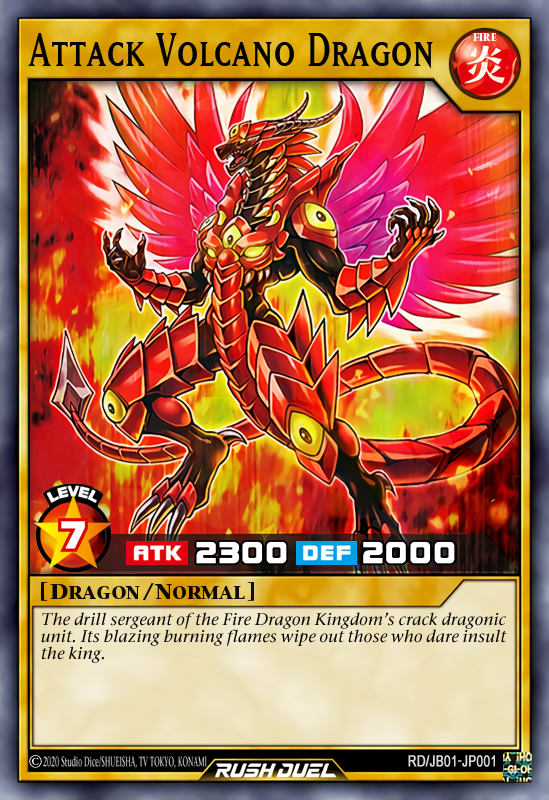 Attack Volcano Dragon
FIRE
炎
LEVEL
7
ATK 2300 DEF 2000
[Dragon/Normal]
The drill sergeant of the Fire Dragon Kingdom's crack dragonic
unit. Its blazing burning flames wipe out those who dare insult
the king.
©2020 Studio Dice/SHUEISHA, TV TOKYO, KONAMI
RUSH DUEL
RD/JB01-JP001